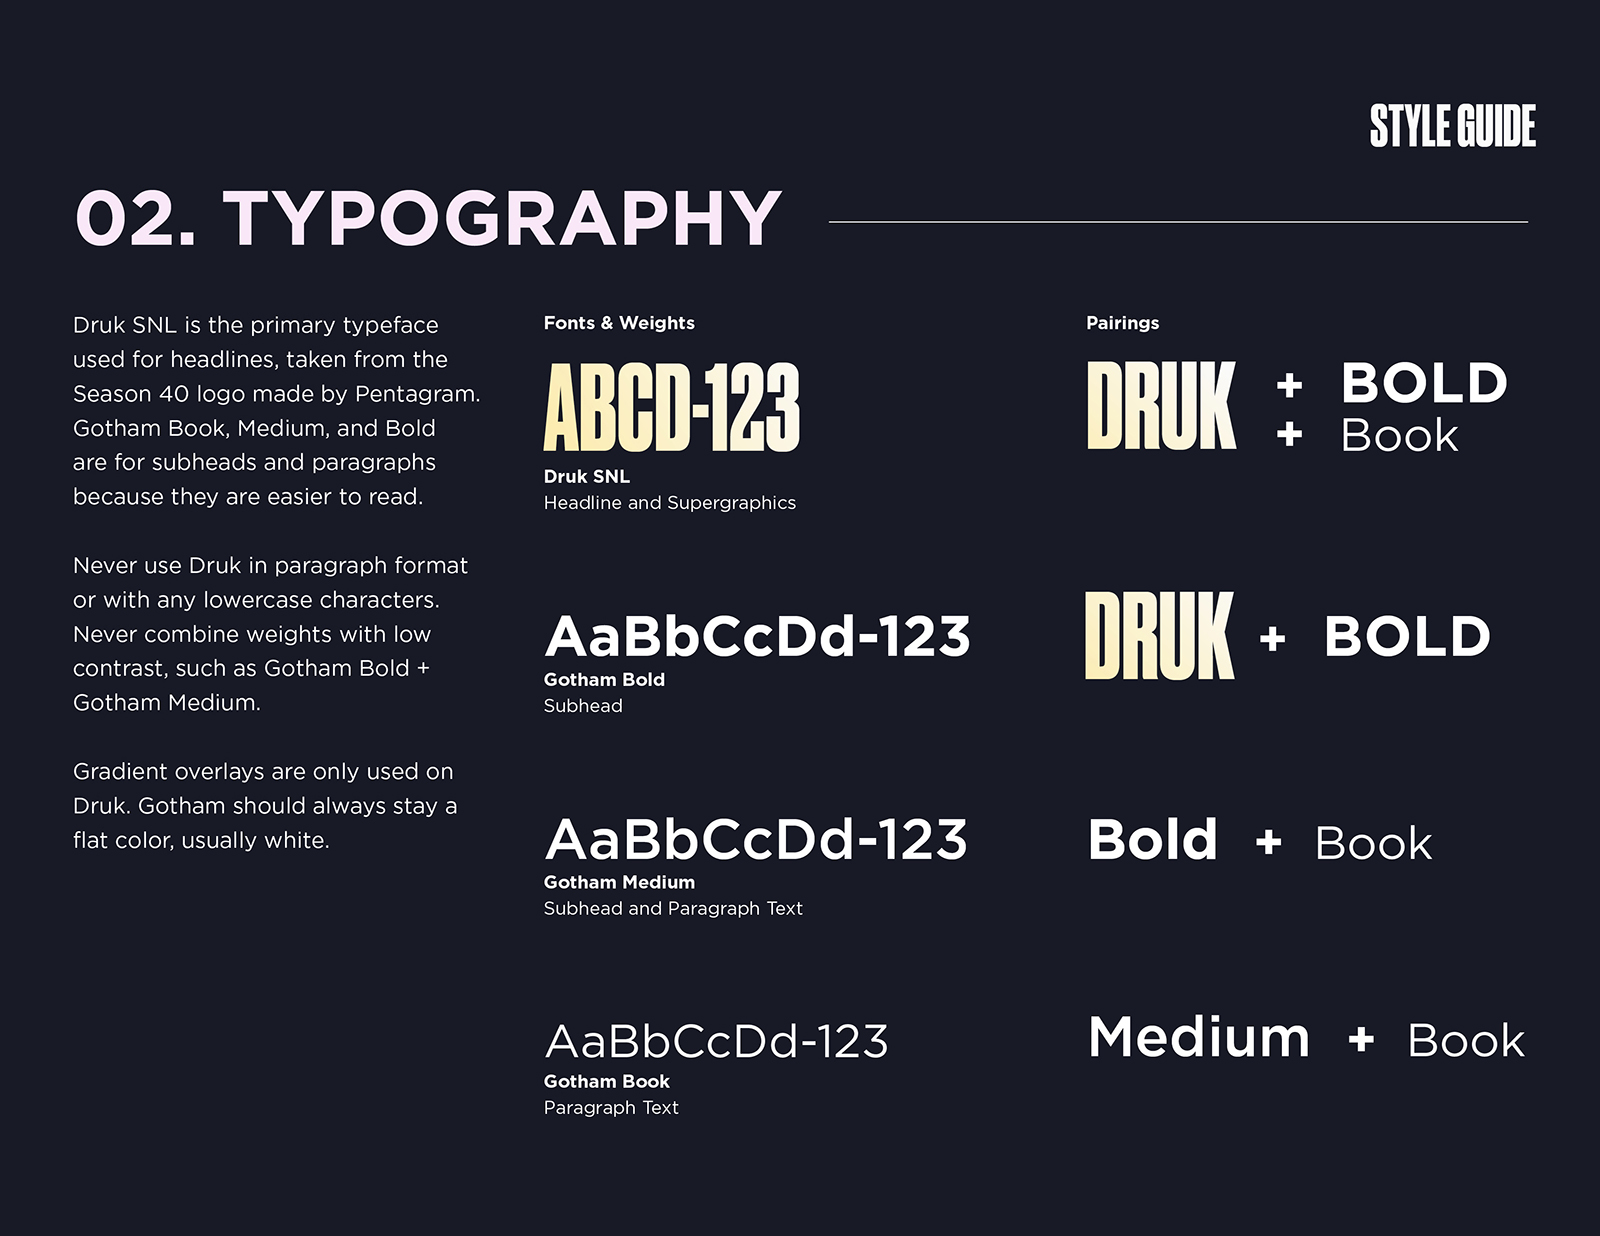 STYLE GUIDE
02. TYPOGRAPHY
Druk SNL is the primary typeface
used for headlines, taken from the
Season 40 logo made by Pentagram.
Gotham Book, Medium, and Bold
are for subheads and paragraphs
because they are easier to read.
Never use Druk in paragraph format
or with any lowercase characters.
Never combine weights with low
contrast, such as Gotham Bold +
Gotham Medium.
Gradient overlays are only used on
Druk. Gotham should always stay a
flat color, usually white.
Fonts & Weights
ABCD-123
Druk SNL
Headline and Supergraphics
AaBbCcDd-123
Gotham Bold
Subhead
AaBbCcDd-123
Gotham Medium
Subhead and Paragraph Text
AaBbCcDd-123
Gotham Book
Paragraph Text
Pairings
DRUK + BOLD
+ Book
DRUK + BOLD
Bold + Book
Medium + Book